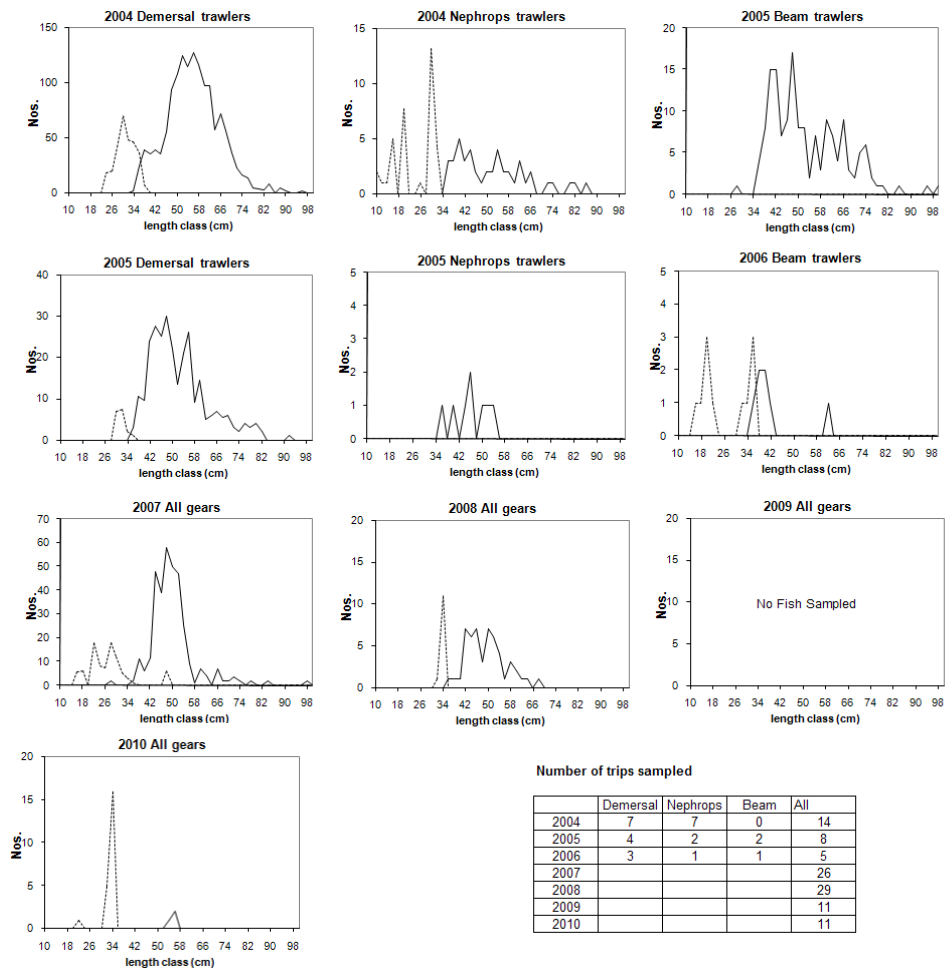 2004 Demersal trawlers
150
100
50
0
Nos.
10 18 26 34 42 50 58 66 74 82 90 98
length class (cm)
2004 Nephrops trawlers
15
10
5
0
Nos.
10 18 26 34 42 50 58 66 74 82 90 98
length class (cm)
2005 Beam trawlers
20
15
10
5
0
Nos.
10 18 26 34 42 50 58 66 74 82 90 98
length class (cm)
2005 Demersal trawlers
40
30
20
10
0
Nos.
10 18 26 34 42 50 58 66 74 82 90 98
length class (cm)
2005 Nephrops trawlers
5
4
3
2
1
0
Nos.
10 18 26 34 42 50 58 66 74 82 90 98
length class (cm)
2006 Beam trawlers
5
4
3
2
1
0
Nos.
10 18 26 34 42 50 58 66 74 82 90 98
length class (cm)
2007 All gears
70
60
50
40
30
20
10
0
Nos.
10 18 26 34 42 50 58 66 74 82 90 98
length class (cm)
2008 All gears
20
15
10
5
0
Nos.
10 18 26 34 42 50 58 66 74 82 90 98
length class (cm)
2009 All gears
20
15
10
5
0
Nos.
No Fish Sampled
10 18 26 34 42 50 58 66 74 82 90 98
length class (cm)
2010 All gears
20
15
10
5
0
Nos.
10 18 26 34 42 50 58 66 74 82 90 98
length class (cm)
Number of trips sampled
Demersal Nephrops Beam All
2004 7 7 0 14
2005 4 2 2 8
2006 3 1 1 5
2007 26
2008 29
2009 11
2010 11